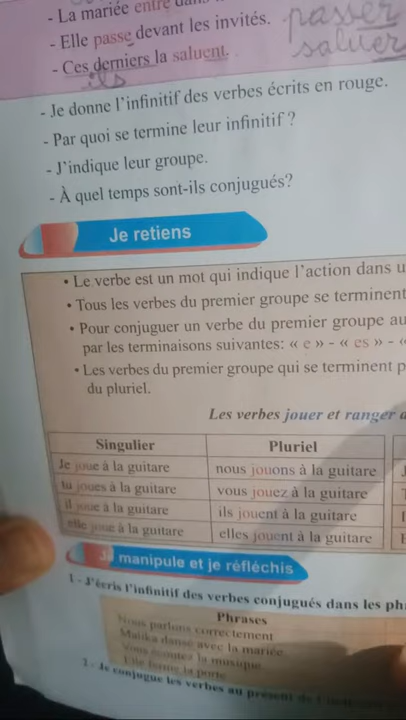 - La mariée entre dans
- Elle passe devant les invités.
passer
- Ces derniers la saluent.
saluer
ils
- Je donne l'infinitif des verbes écrits en rouge.
- Par quoi se termine leur infinitif ?
- J'indique leur groupe.
- À quel temps sont-ils conjugués?
Je retiens
• Le verbe est un mot qui indique l'action dans u
• Tous les verbes du premier groupe se terminent
• Pour conjuguer un verbe du premier groupe au
par les terminaisons suivantes: « e » - « es » - «
• Les verbes du premier groupe qui se terminent p
du pluriel.
Les verbes jouer et ranger a
Singulier Pluriel
Je joue à la guitare nous jouons à la guitare J
tu joues à la guitare vous jouez à la guitare T
il joue à la guitare ils jouent à la guitare I
elle joue à la guitare elles jouent à la guitare E
Je manipule et je réfléchis
1 - J'écris l'infinitif des verbes conjugués dans les ph
Phrases
Nous parlons correctement
Malika danse avec la mariée
Vous écoutez la musique
Elle ferme la porte
2 - Je conjugue les verbes au présent de l'indicatif